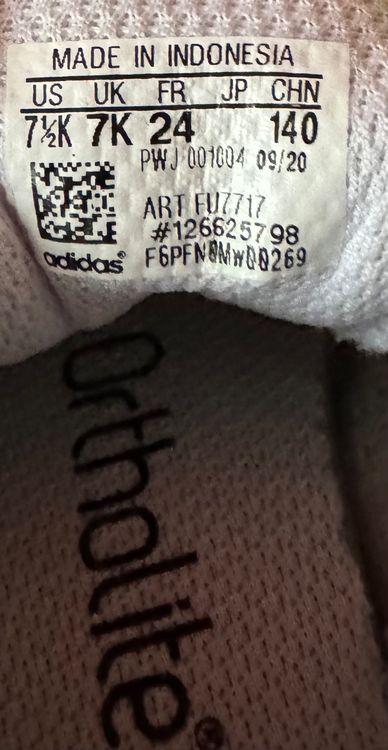 MADE IN INDONESIA
US UK FR JP CHN
7½K 7K 24 140
PWJ 001004 09/20
ART FU7717
#126625798
adidas® F6PFN0MW00269
Ortholite®